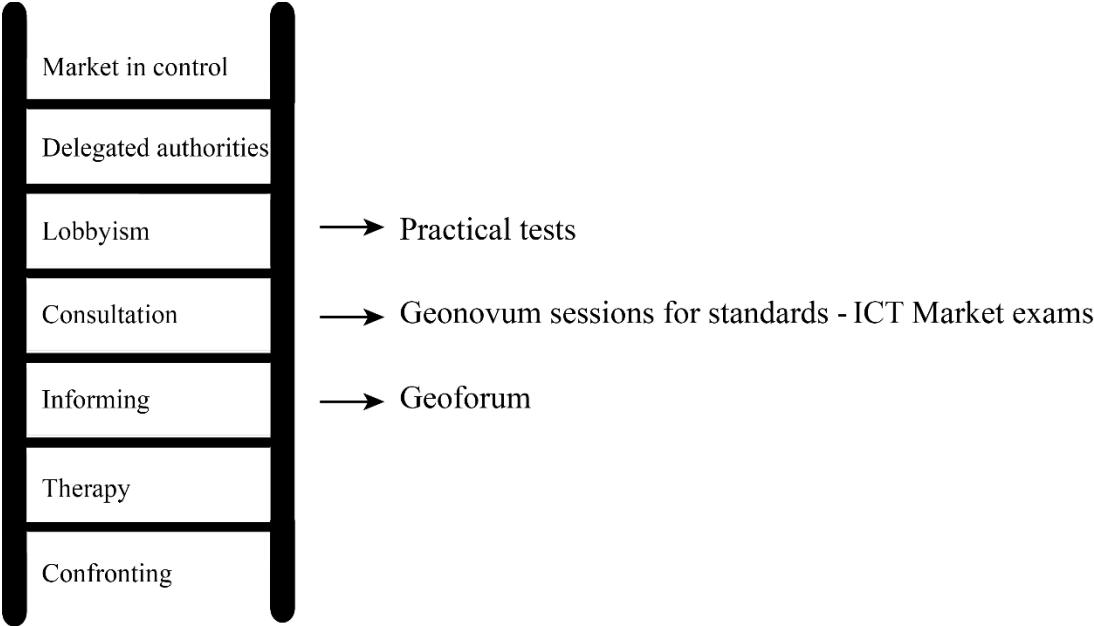 Market in control
Delegated authorities
Lobbyism
Practical tests
Consultation
Geonovum sessions for standards - ICT Market exams
Informing
Geoforum
Therapy
Confronting